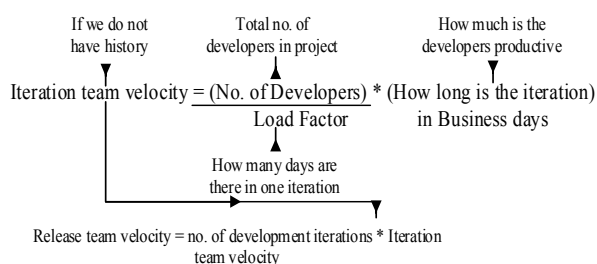 If we do not
have history
Total no. of
developers in project
How much is the
developers productive
Iteration team velocity = (No. of Developers) * (How long is the iteration)
Load Factor
in Business days
How many days are
there in one iteration
Release team velocity = no. of development iterations * Iteration
team velocity